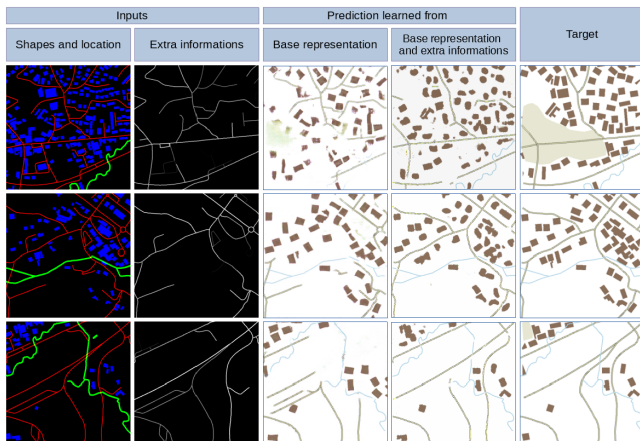 Inputs
Prediction learned from
Target
Shapes and location
Extra informations
Base representation
Base representation
and extra informations